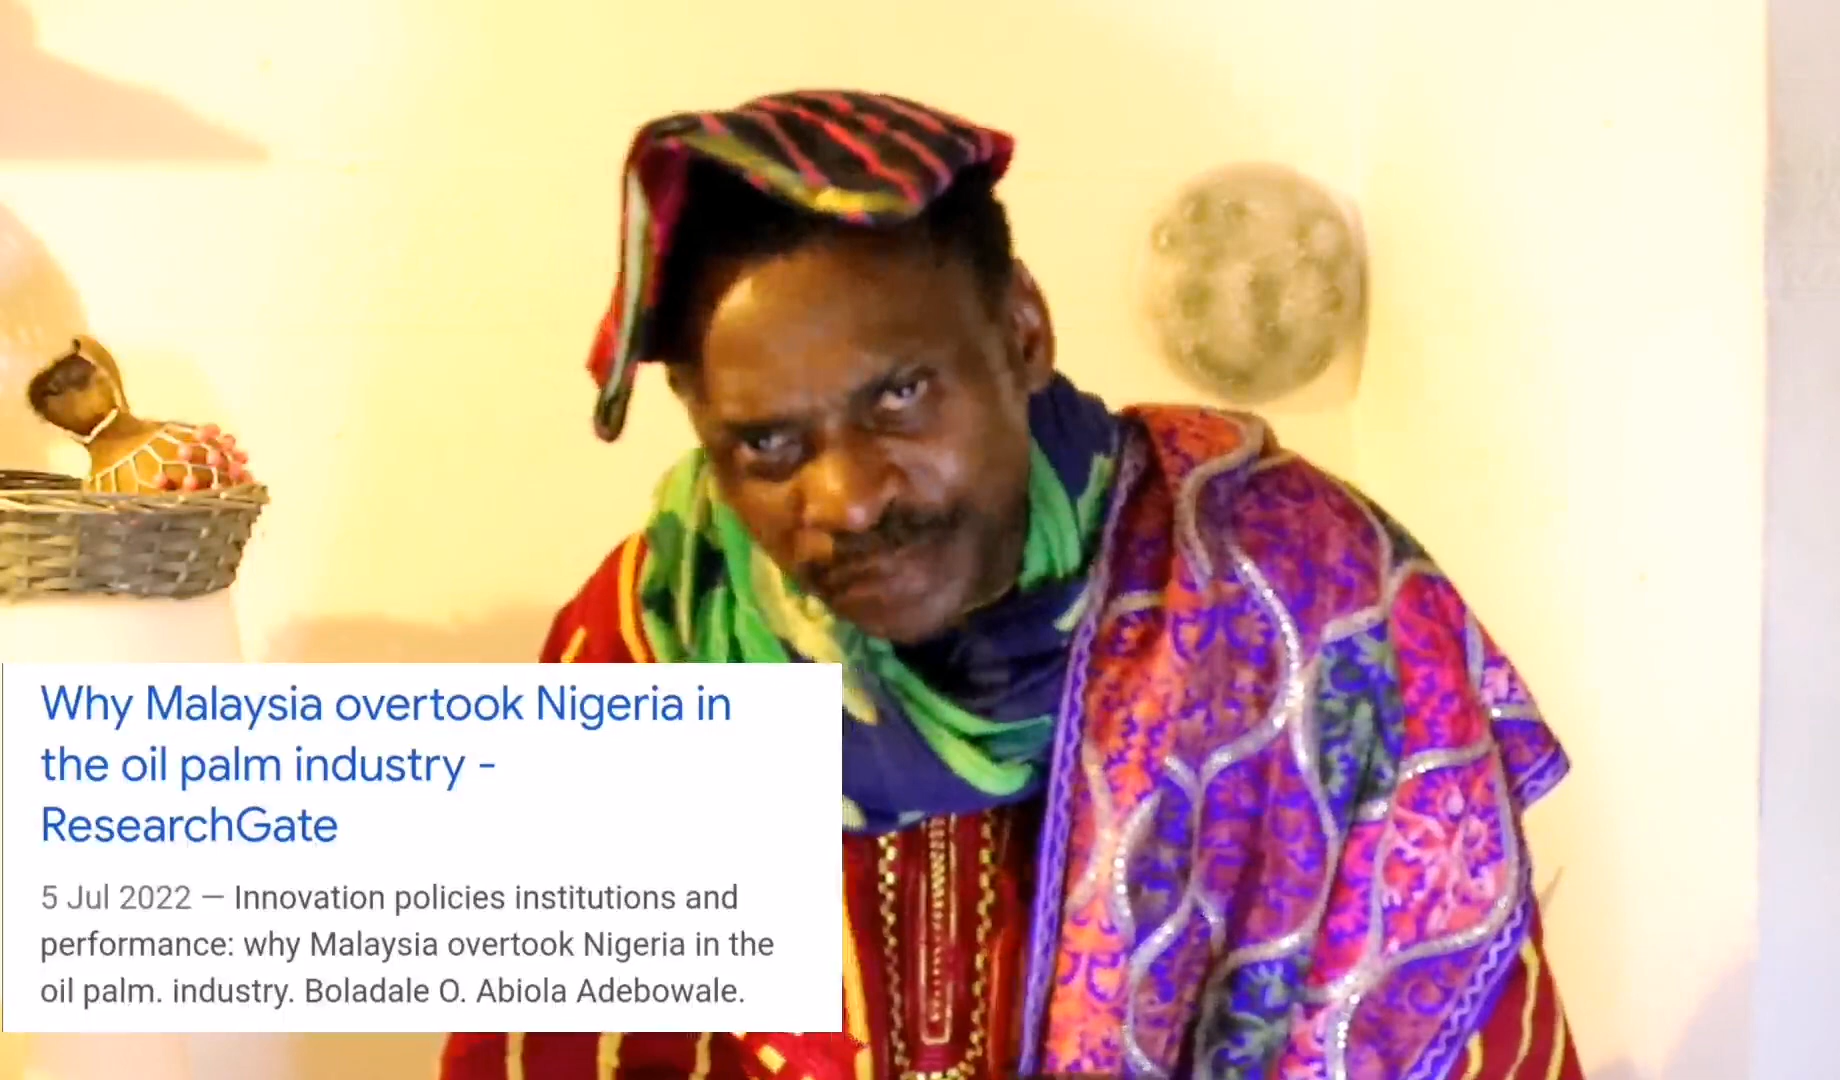 Why Malaysia overtook Nigeria in
the oil palm industry -
ResearchGate
5 Jul 2022 — Innovation policies institutions and
performance: why Malaysia overtook Nigeria in the
oil palm. industry. Boladale O. Abiola Adebowale.